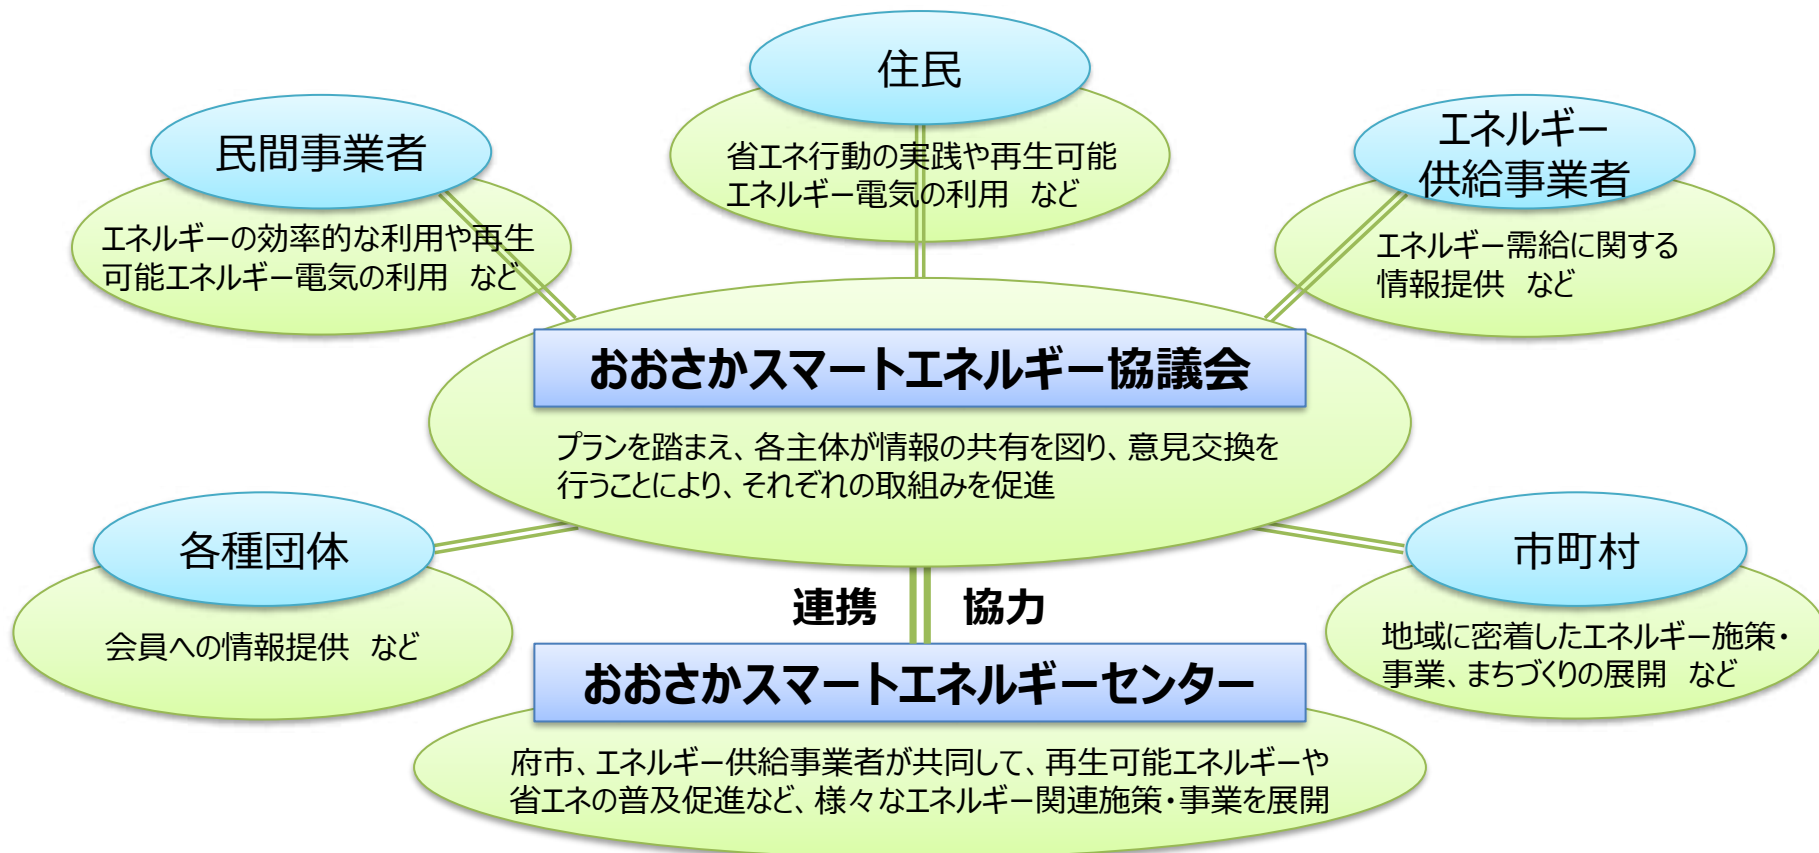 住民
省エネ行動の実践や再生可能
エネルギー電気の利用　など
民間事業者
エネルギーの効率的な利用や再生
可能エネルギー電気の利用　など
エネルギー
供給事業者
エネルギー需給に関する
情報提供　など
おおさかスマートエネルギー協議会
プランを踏まえ、各主体が情報の共有を図り、意見交換を
行うことにより、それぞれの取組みを促進
各種団体
会員への情報提供　など
市町村
地域に密着したエネルギー施策・
事業、まちづくりの展開　など
連携　協力
おおさかスマートエネルギーセンター
府市、エネルギー供給事業者が共同して、再生可能エネルギーや
省エネの普及促進など、様々なエネルギー関連施策・事業を展開